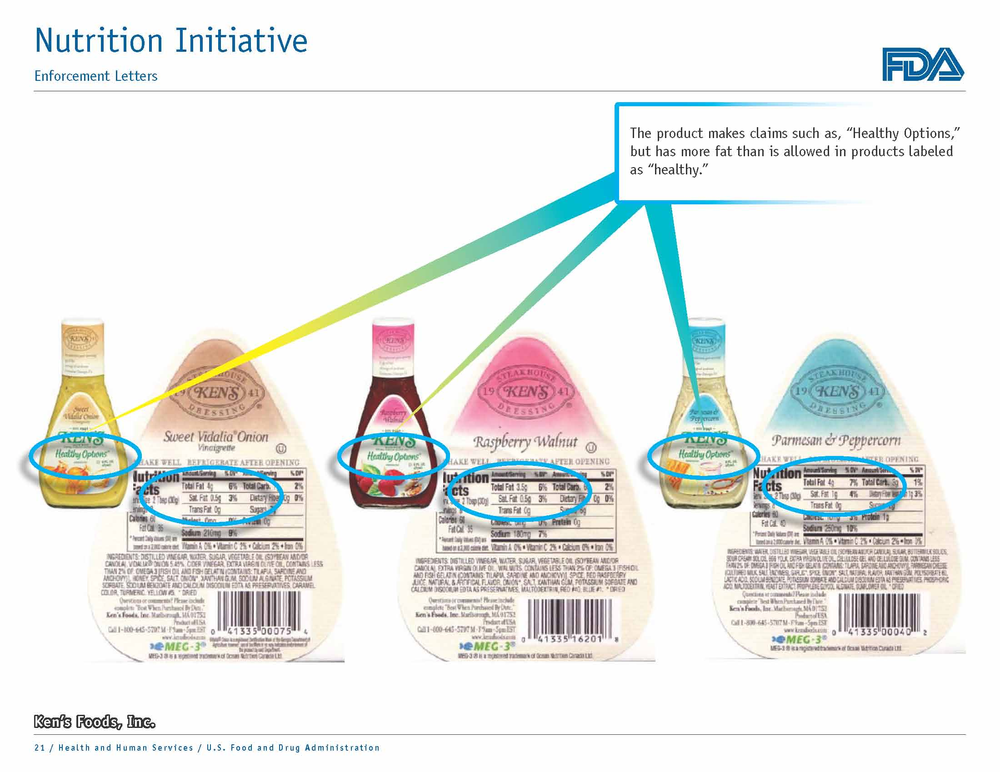 Nutrition Initiative
Enforcement Letters
FDA
The product makes claims such as, “Healthy Options,”
but has more fat than is allowed in products labeled
as “healthy.”
KEN'S
Sweet
Vidalia Onion
KEN'S
Healthy Options
STEAKHOUSE
19 KEN'S 41
DRESSING ®
Sweet Vidalia® Onion
Vinaigrette
SHAKE WELL REFRIGERATE AFTER OPENING
Nutrition Facts
Amount/Serving %DV* Amount/Serving %DV*
Total Fat 4g 6% Total Carb. 2%
Sat. Fat 0.5g 3% Dietary Fiber 0g 0%
Trans Fat 0g Sugars
Cholest. 0mg 0% Protein 0g
Sodium 210mg 9%
Serv. Size 2 Tbsp (30g)
Servings
Calories 60
Fat Cal. 35
*Percent Daily Values (DV) are
based on a 2,000 calorie diet.
Vitamin A 0% • Vitamin C 2% • Calcium 2% • Iron 0%
INGREDIENTS: DISTILLED VINEGAR, WATER, SUGAR, VEGETABLE OIL (SOYBEAN AND/OR
CANOLA), VIDALIA® ONION 5.45%, CIDER VINEGAR, EXTRA VIRGIN OLIVE OIL, CONTAINS LESS
THAN 2% OF: OMEGA 3 [FISH OIL AND FISH GELATIN (CONTAINS: TILAPIA, SARDINE AND
ANCHOVY)], HONEY, SPICE, SALT, ONION*, XANTHAN GUM, SODIUM ALGINATE, POTASSIUM
SORBATE, SODIUM BENZOATE AND CALCIUM DISODIUM EDTA AS PRESERVATIVES, CARAMEL
COLOR, TURMERIC, YELLOW #5. *DRIED
Questions or comments? Please include
complete "Best When Purchased By Date."
Ken's Foods, Inc. Marlborough, MA 01752
Product of USA
Call 1-800-645-5707 M-F 9am-5pm EST
www.kensfoods.com
0 41335 00075 4
MEG-3®
MEG-3 ® is a registered trademark of Ocean Nutrition Canada Ltd.
KEN'S
Raspberry
Walnut
KEN'S
Healthy Options
STEAKHOUSE
19 KEN'S 41
DRESSING ®
Raspberry Walnut
SHAKE WELL REFRIGERATE AFTER OPENING
Nutrition Facts
Amount/Serving %DV* Amount/Serving %DV*
Total Fat 3.5g 6% Total Carb. 2%
Sat. Fat 0.5g 3% Dietary Fiber 0g 0%
Trans Fat 0g Sugars 6g
Cholest. 0mg 0% Protein 0g
Sodium 180mg 7%
Serv. Size 2 Tbsp (30g)
Servings 8
Calories 60
Fat Cal. 35
*Percent Daily Values (DV) are
based on a 2,000 calorie diet.
Vitamin A 0% • Vitamin C 2% • Calcium 0% • Iron 0%
INGREDIENTS: DISTILLED VINEGAR, WATER, SUGAR, VEGETABLE OIL (SOYBEAN AND/OR
CANOLA), EXTRA VIRGIN OLIVE OIL, WALNUTS, CONTAINS LESS THAN 2% OF: OMEGA 3 [FISH OIL
AND FISH GELATIN (CONTAINS: TILAPIA, SARDINE AND ANCHOVY)], SPICE, RED RASPBERRY
JUICE, NATURAL & ARTIFICAL FLAVOR, ONION*, SALT, XANTHAN GUM, POTASSIUM SORBATE AND
CALCIUM DISODIUM EDTA AS PRESERVATIVES, MALTODEXTRIN, RED #40, BLUE #1. *DRIED
Questions or comments? Please include
complete "Best When Purchased By Date."
Ken's Foods, Inc. Marlborough, MA 01752
Product of USA
Call 1-800-645-5707 M-F 9am-5pm EST
www.kensfoods.com
0 41335 16201 8
MEG-3®
MEG-3 ® is a registered trademark of Ocean Nutrition Canada Ltd.
KEN'S
Parmesan &
Peppercorn
KEN'S
Healthy Options
STEAKHOUSE
19 KEN'S 41
DRESSING ®
Parmesan & Peppercorn
SHAKE WELL AFTER OPENING
Nutrition Facts
Amount/Serving %DV* Amount/Serving %DV*
Total Fat 4g 7% Total Carb. 3g 1%
Sat. Fat 1g 4% Dietary Fiber less than 1g 3%
Trans Fat 0g Sugars
Cholest. 10mg 3% Protein 1g
Sodium 250mg 10%
Serv. Size 2 Tbsp (30g)
Servings 8
Calories 60
Fat Cal. 40
*Percent Daily Values (DV) are
based on a 2,000 calorie diet.
Vitamin A 0% • Vitamin C 2% • Calcium 2% • Iron 0%
INGREDIENTS: WATER, DISTILLED VINEGAR, VEGETABLE OIL (SOYBEAN AND/OR CANOLA), SUGAR, BUTTERMILK SOLIDS,
SOUR CREAM SOLIDS, EGG YOLK, EXTRA VIRGIN OLIVE OIL, CELLULOSE GEL AND CELLULOSE GUM, CONTAINS LESS
THAN 2% OF: OMEGA 3 [FISH OIL AND FISH GELATIN (CONTAINS: TILAPIA, SARDINE AND ANCHOVY)], PARMESAN CHEESE
(CULTURED MILK, SALT, ENZYMES), GARLIC*, SPICE, ONION*, SALT, NATURAL FLAVOR, XANTHAN GUM, POLYSORBATE 60,
LACTIC ACID, SODIUM BENZOATE, POTASSIUM SORBATE AND CALCIUM DISODIUM EDTA AS PRESERVATIVES, PHOSPHORIC
ACID, MALTODEXTRIN, YEAST EXTRACT, PROPYLENE GLYCOL ALGINATE, SUNFLOWER OIL. *DRIED
Questions or comments? Please include
complete "Best When Purchased By Date."
Ken's Foods, Inc. Marlborough, MA 01752
Product of USA
Call 1-800-645-5707 M-F 9am-5pm EST
www.kensfoods.com
0 41335 00040 2
MEG-3®
MEG-3 ® is a registered trademark of Ocean Nutrition Canada Ltd.
Ken's Foods, Inc.
21 / Health and Human Services / U.S. Food and Drug Administration